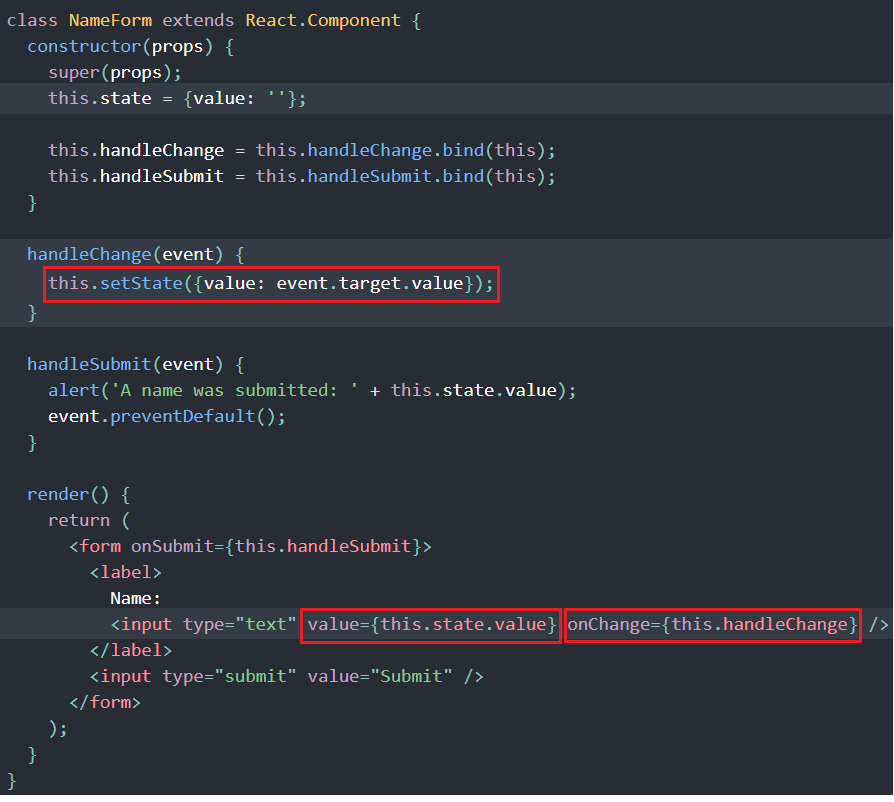 class NameForm extends React.Component {
constructor(props) {
super(props);
this.state = {value: ''};
this.handleChange = this.handleChange.bind(this);
this.handleSubmit = this.handleSubmit.bind(this);
}
handleChange(event) {
this.setState({value: event.target.value});
}
handleSubmit(event) {
alert('A name was submitted: ' + this.state.value);
event.preventDefault();
}
render() {
return (
<form onSubmit={this.handleSubmit}>
<label>
Name:
<input type="text" value={this.state.value} onChange={this.handleChange} />
</label>
<input type="submit" value="Submit" />
</form>
);
}
}